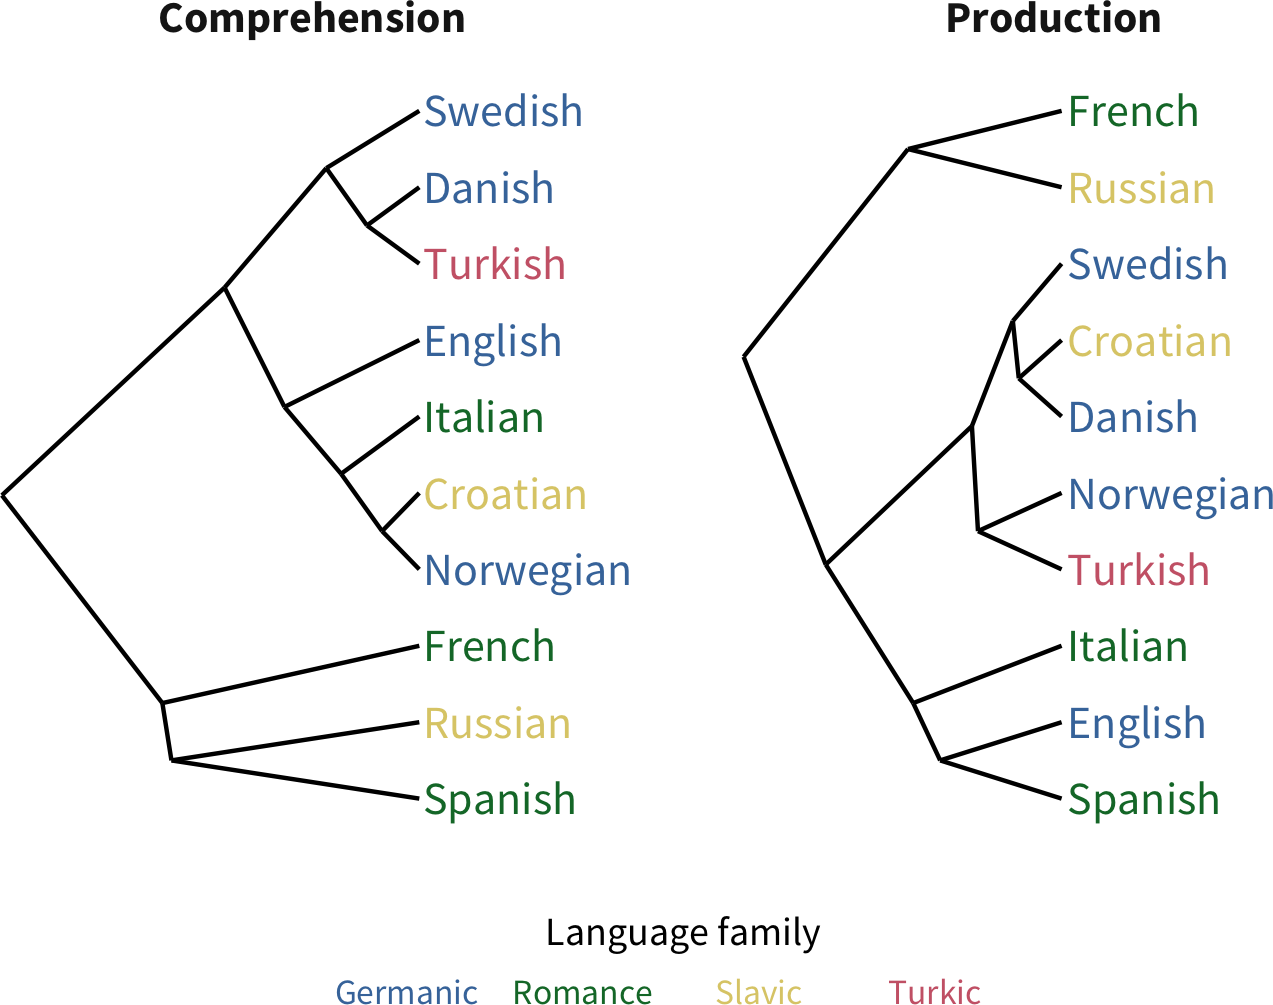 Comprehension
Swedish
Danish
Turkish
English
Italian
Croatian
Norwegian
French
Russian
Spanish
Production
French
Russian
Swedish
Croatian
Danish
Norwegian
Turkish
Italian
English
Spanish
Language family
Germanic Romance Slavic Turkic